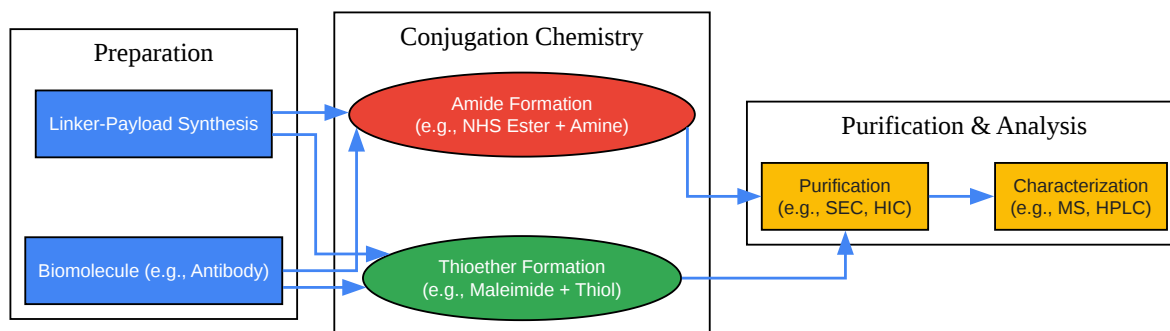 Preparation
Linker-Payload Synthesis
Biomolecule (e.g., Antibody)
Conjugation Chemistry
Amide Formation
(e.g., NHS Ester + Amine)
Thioether Formation
(e.g., Maleimide + Thiol)
Purification & Analysis
Purification
(e.g., SEC, HIC)
Characterization
(e.g., MS, HPLC)